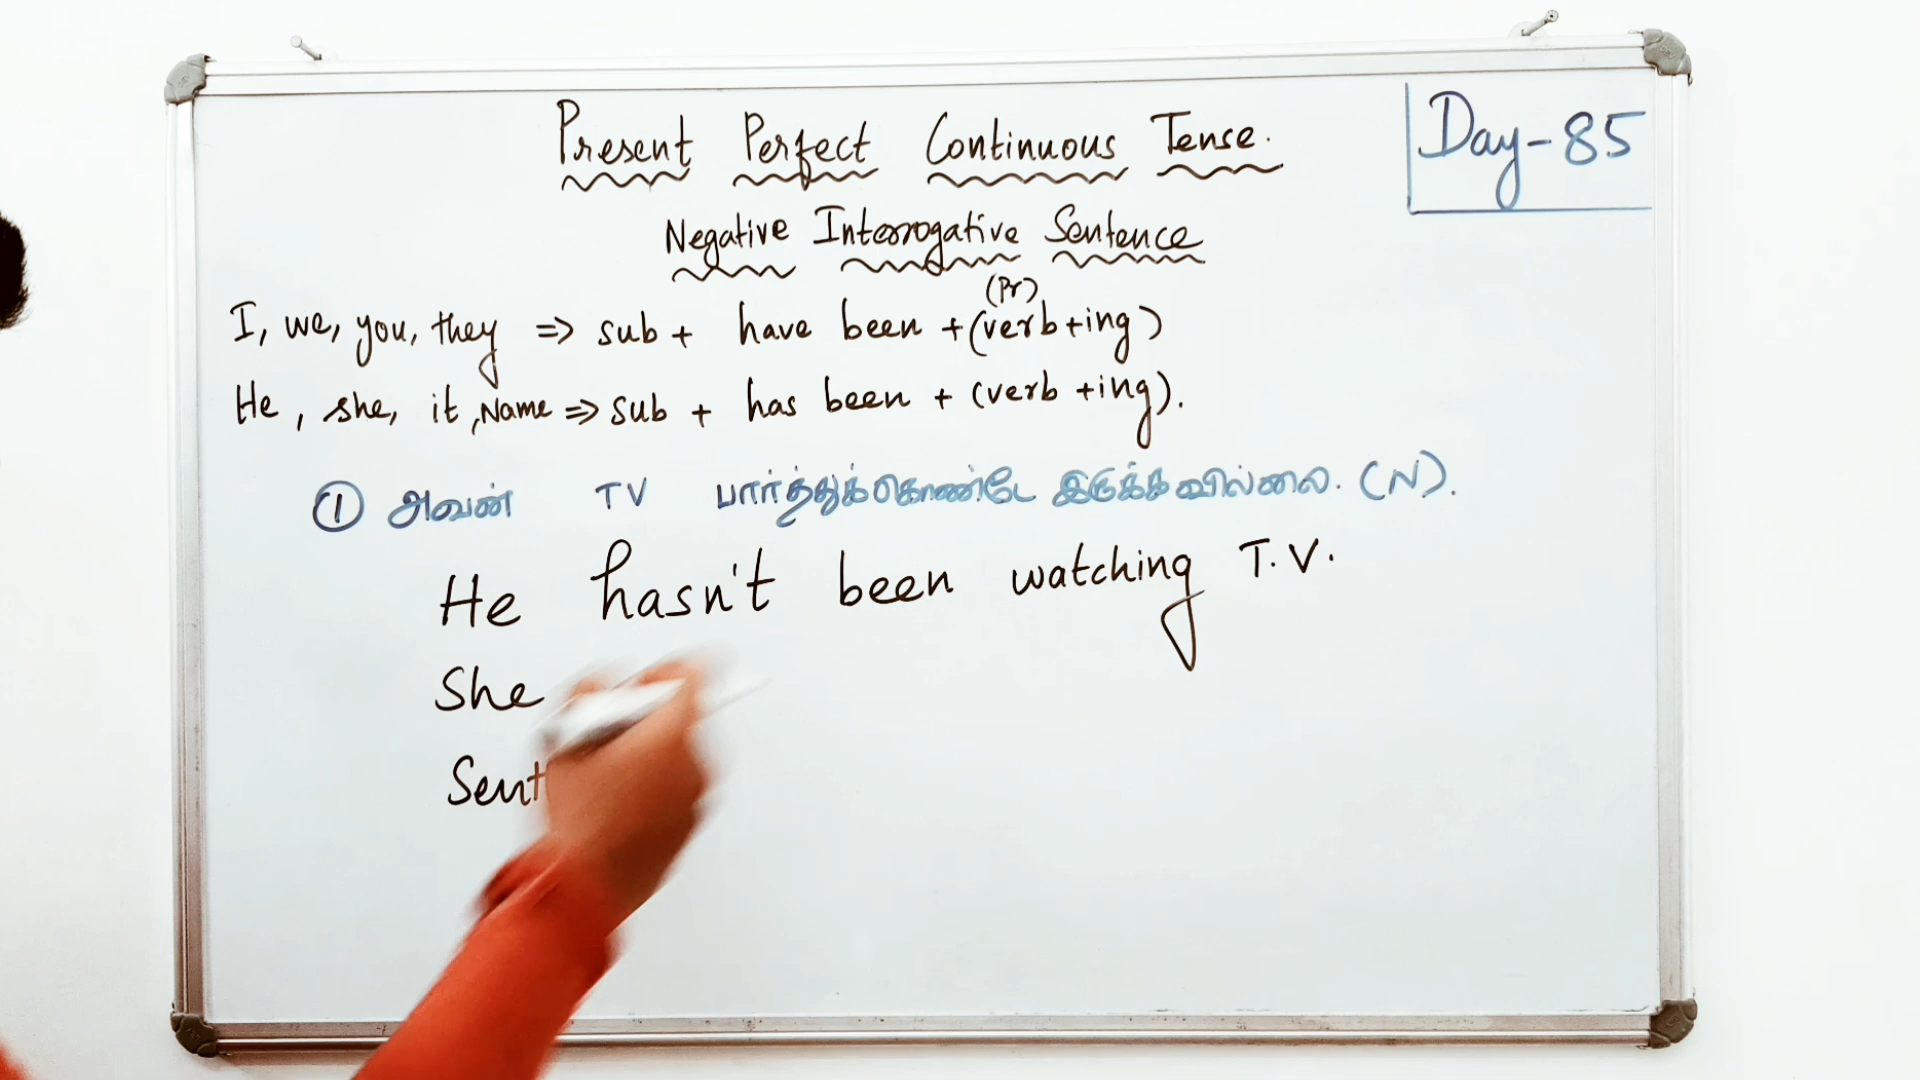 Day-85
Present Perfect Continuous Tense.
Negative Interrogative Sentence
(Pr)
I, we, you, they => sub + have been + (verb+ing)
He, she, it, Name => sub + has been + (verb +ing).
① அவன் TV பார்த்துக்கொண்டே இருக்கவில்லை. (N).
He hasn't been watching T.V.
She
Sent